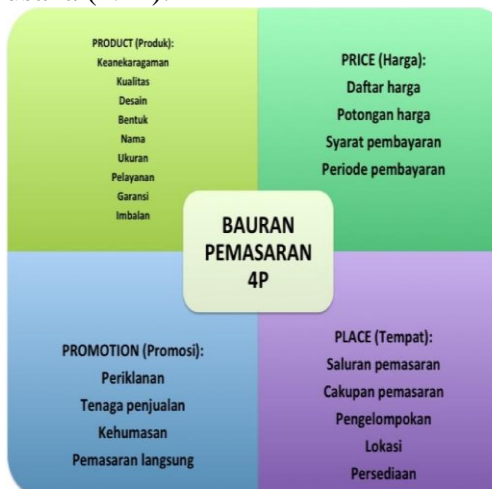 PRODUCT (Produk):
Keanekaragaman
Kualitas
Desain
Bentuk
Nama
Ukuran
Pelayanan
Garansi
Imbalan
PRICE (Harga):
Daftar harga
Potongan harga
Syarat pembayaran
Periode pembayaran
BAURAN
PEMASARAN
4P
PROMOTION (Promosi):
Periklanan
Tenaga penjualan
Kehumasan
Pemasaran langsung
PLACE (Tempat):
Saluran pemasaran
Cakupan pemasaran
Pengelompokan
Lokasi
Persediaan